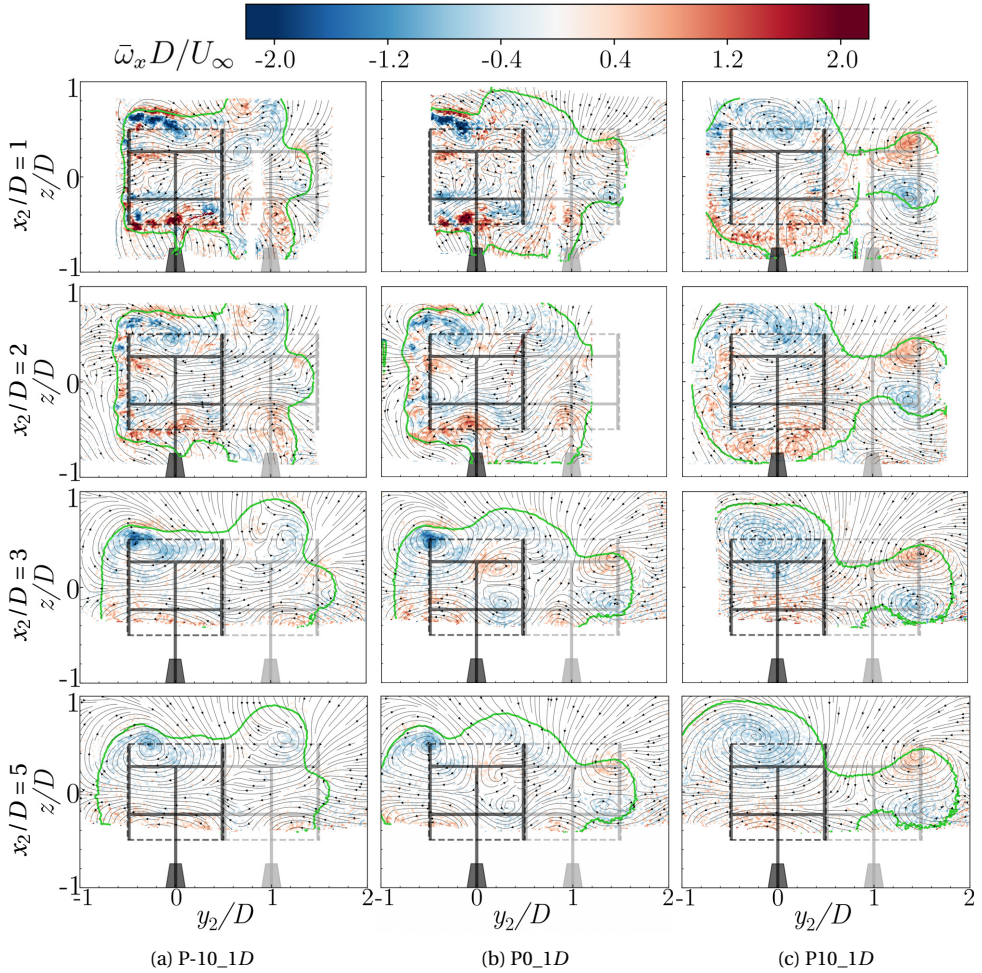 -2.0 -1.2 -0.4 0.4 1.2 2.0
ω̄ₓD/U∞
x₂/D = 1
z/D
1
0
-1
x₂/D = 2
z/D
1
0
-1
x₂/D = 3
z/D
1
0
-1
x₂/D = 5
z/D
1
0
-1
-1 0 1 2
-1 0 1 2
-1 0 1 2
y₂/D y₂/D y₂/D
(a) P-10_1D (b) P0_1D (c) P10_1D